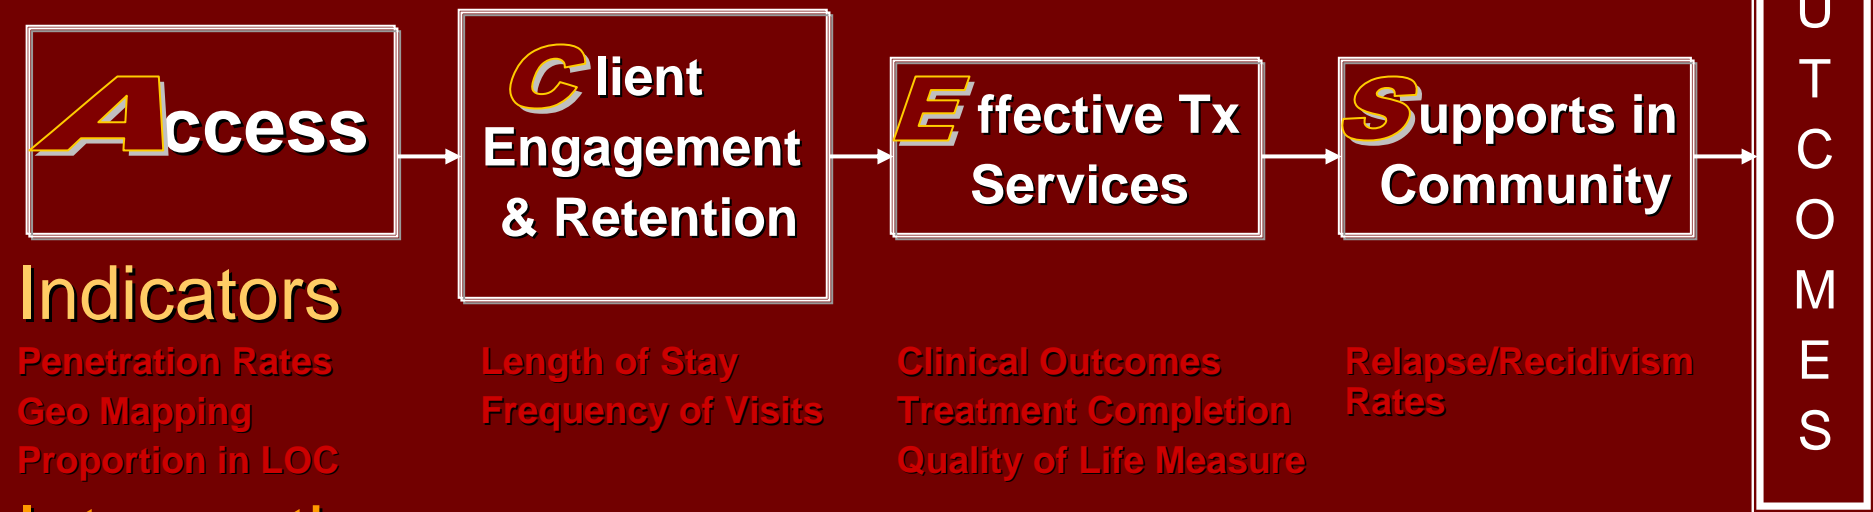 Access
Client
Engagement
& Retention
Effective Tx
Services
Supports in
Community
U
T
C
O
M
E
S
Indicators
Penetration Rates
Geo Mapping
Proportion in LOC
Length of Stay
Frequency of Visits
Clinical Outcomes
Treatment Completion
Quality of Life Measure
Relapse/Recidivism
Rates